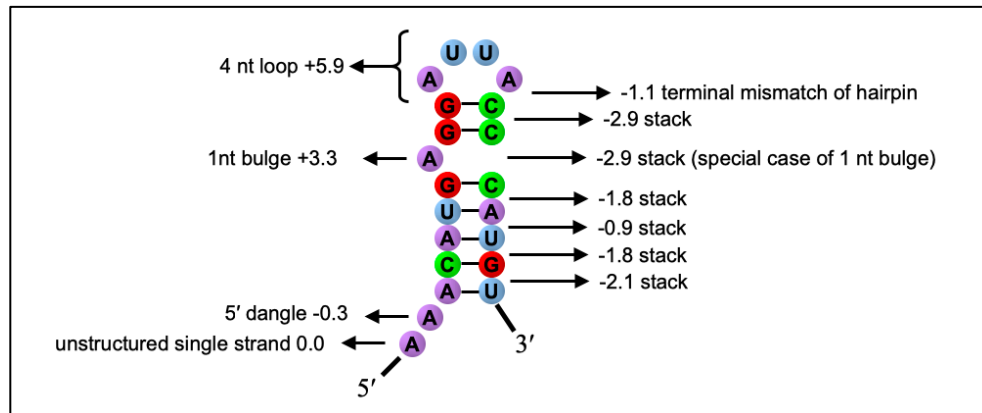 U U
4 nt loop +5.9
A A
-1.1 terminal mismatch of hairpin
G C
-2.9 stack
G C
1nt bulge +3.3
A
-2.9 stack (special case of 1 nt bulge)
G C
-1.8 stack
U A
-0.9 stack
A U
-1.8 stack
C G
-2.1 stack
A U
5′ dangle -0.3
A
unstructured single strand 0.0
A
3′
5′